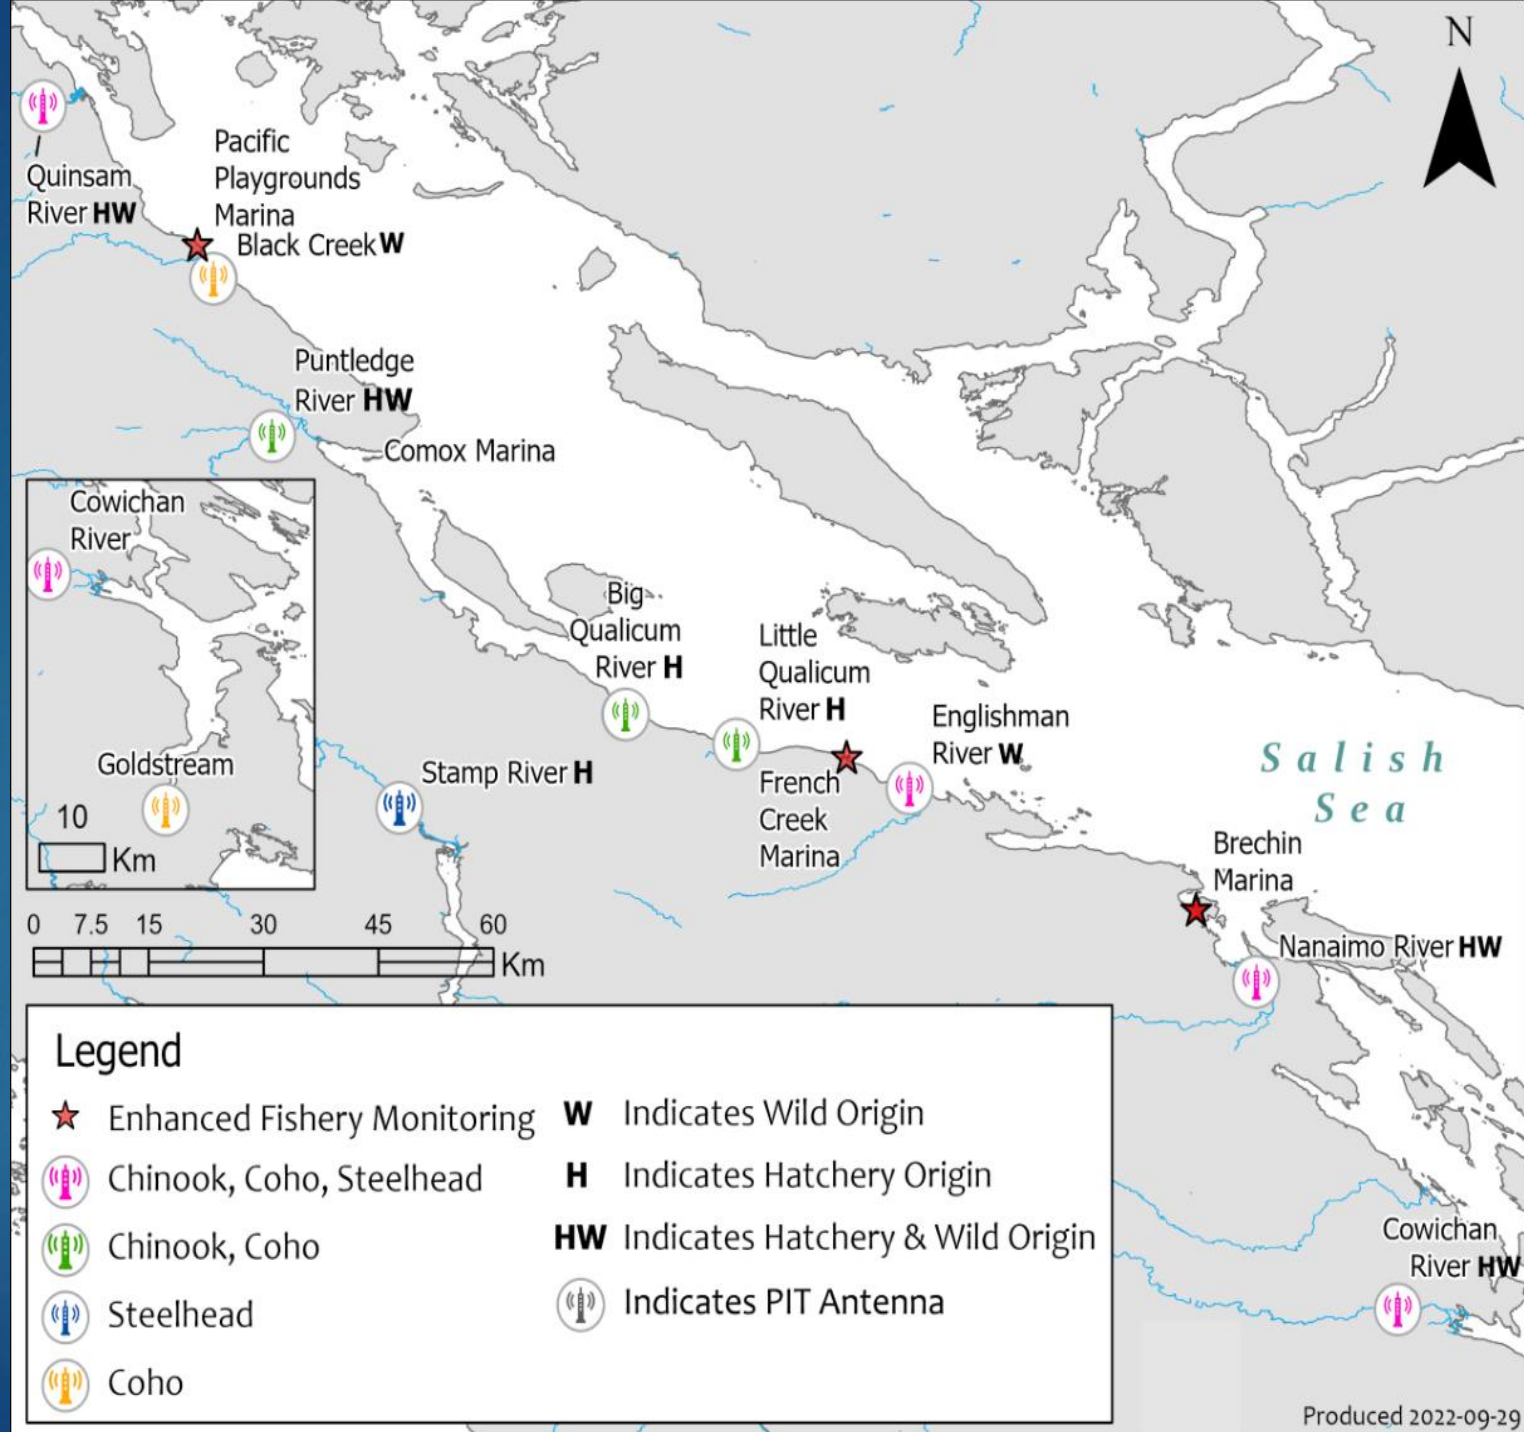 N
Quinsam
River HW
Pacific
Playgrounds
Marina
Black Creek W
Puntledge
River HW
Comox Marina
Cowichan
River
Goldstream
10
Km
Big
Qualicum
River H
Little
Qualicum
River H
Englishman
River W
French
Creek
Marina
Stamp River H
Salish
Sea
Brechin
Marina
Nanaimo River HW
0 7.5 15 30 45 60
Km
Cowichan
River HW
Legend
Enhanced Fishery Monitoring
Chinook, Coho, Steelhead
Chinook, Coho
Steelhead
Coho
W Indicates Wild Origin
H Indicates Hatchery Origin
HW Indicates Hatchery & Wild Origin
Indicates PIT Antenna
Produced 2022-09-29